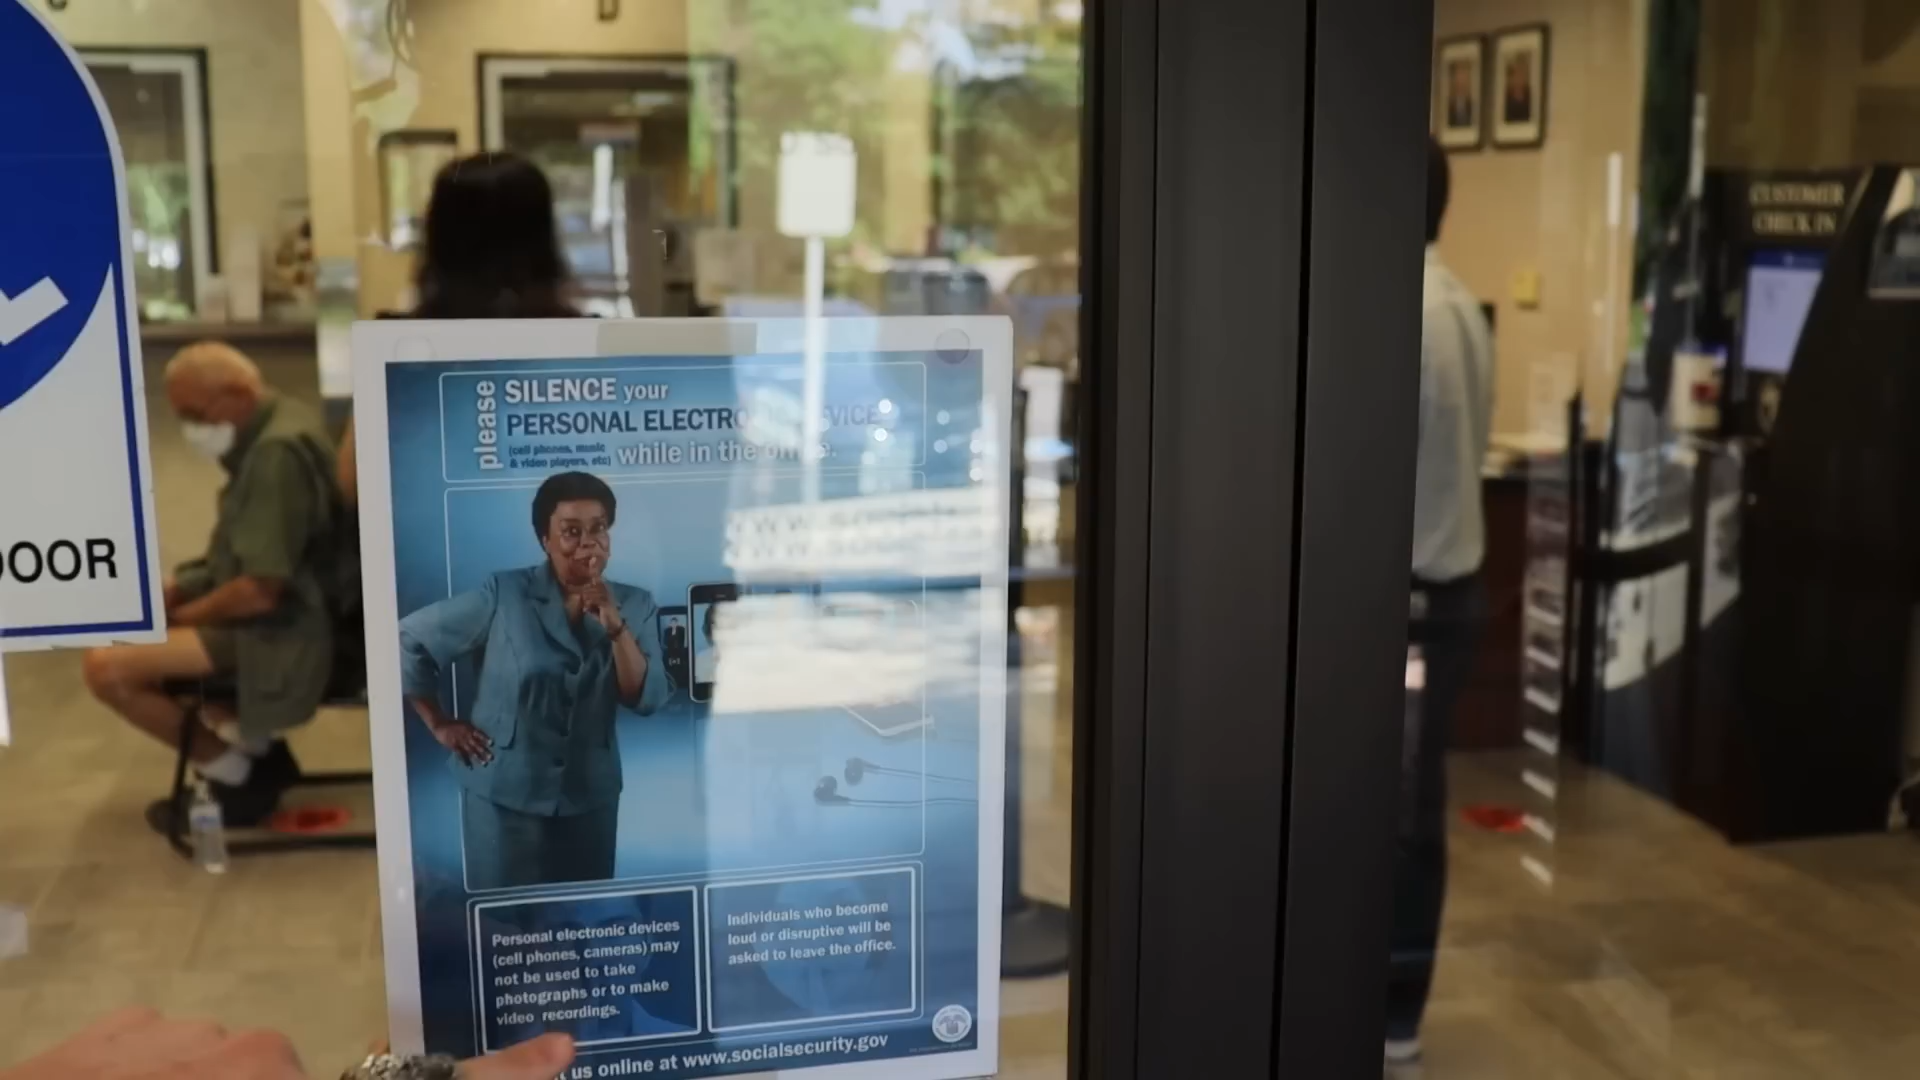 please
SILENCE your
PERSONAL ELECTRO
(cell phones, music
& video players, etc)
while in the
Personal electronic devices
(cell phones, cameras) may
not be used to take
photographs or to make
video recordings.
Individuals who become
loud or disruptive will be
asked to leave the office.
us online at www.socialsecurity.gov
OOR
CUSTOMER
CHECK IN